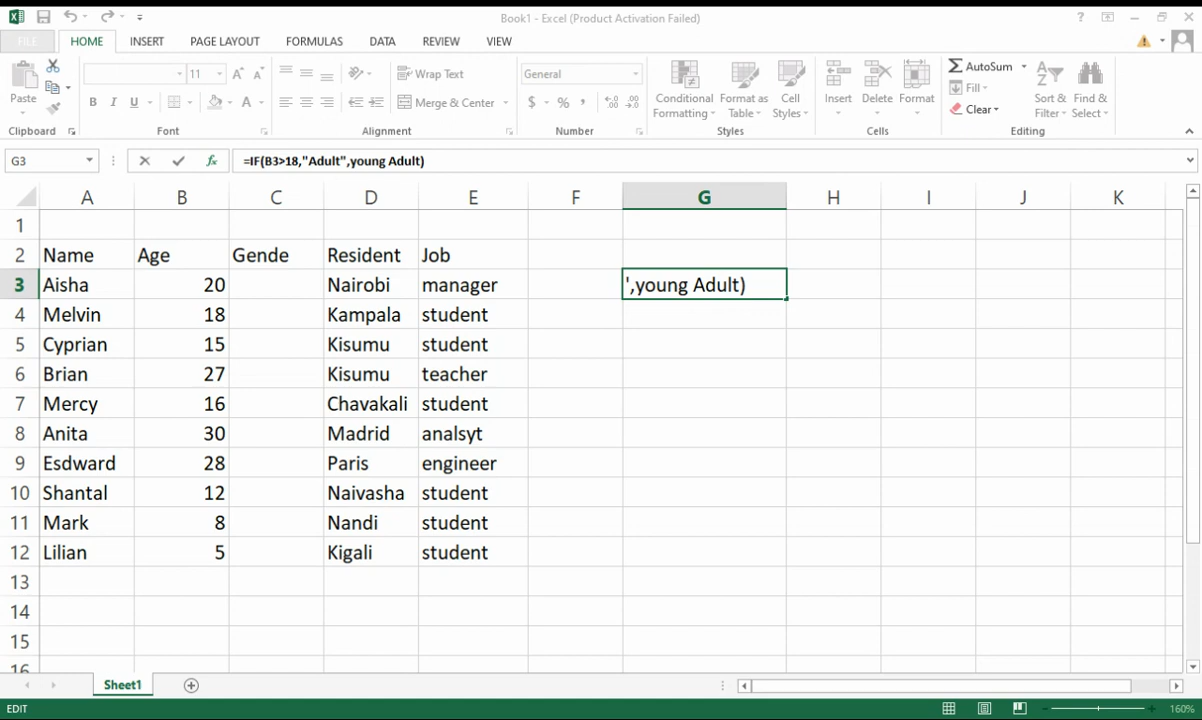 Book1 - Excel (Product Activation Failed)
FILE HOME INSERT PAGE LAYOUT FORMULAS DATA REVIEW VIEW
Paste
Clipboard
11
B I U A
Font
Wrap Text
Merge & Center
Alignment
General
$ % ,
Number
Conditional Formatting
Format as Table
Cell Styles
Styles
Insert Delete Format
Cells
AutoSum
Fill
Clear
Sort & Filter
Find & Select
Editing
G3 fx =IF(B3>18,"Adult",young Adult)
A B C D E F G H I J K
1
2 Name Age Gende Resident Job
3 Aisha 20 Nairobi manager ',young Adult)
4 Melvin 18 Kampala student
5 Cyprian 15 Kisumu student
6 Brian 27 Kisumu teacher
7 Mercy 16 Chavakali student
8 Anita 30 Madrid analsyt
9 Esdward 28 Paris engineer
10 Shantal 12 Naivasha student
11 Mark 8 Nandi student
12 Lilian 5 Kigali student
13
14
15
16
Sheet1
EDIT 160%